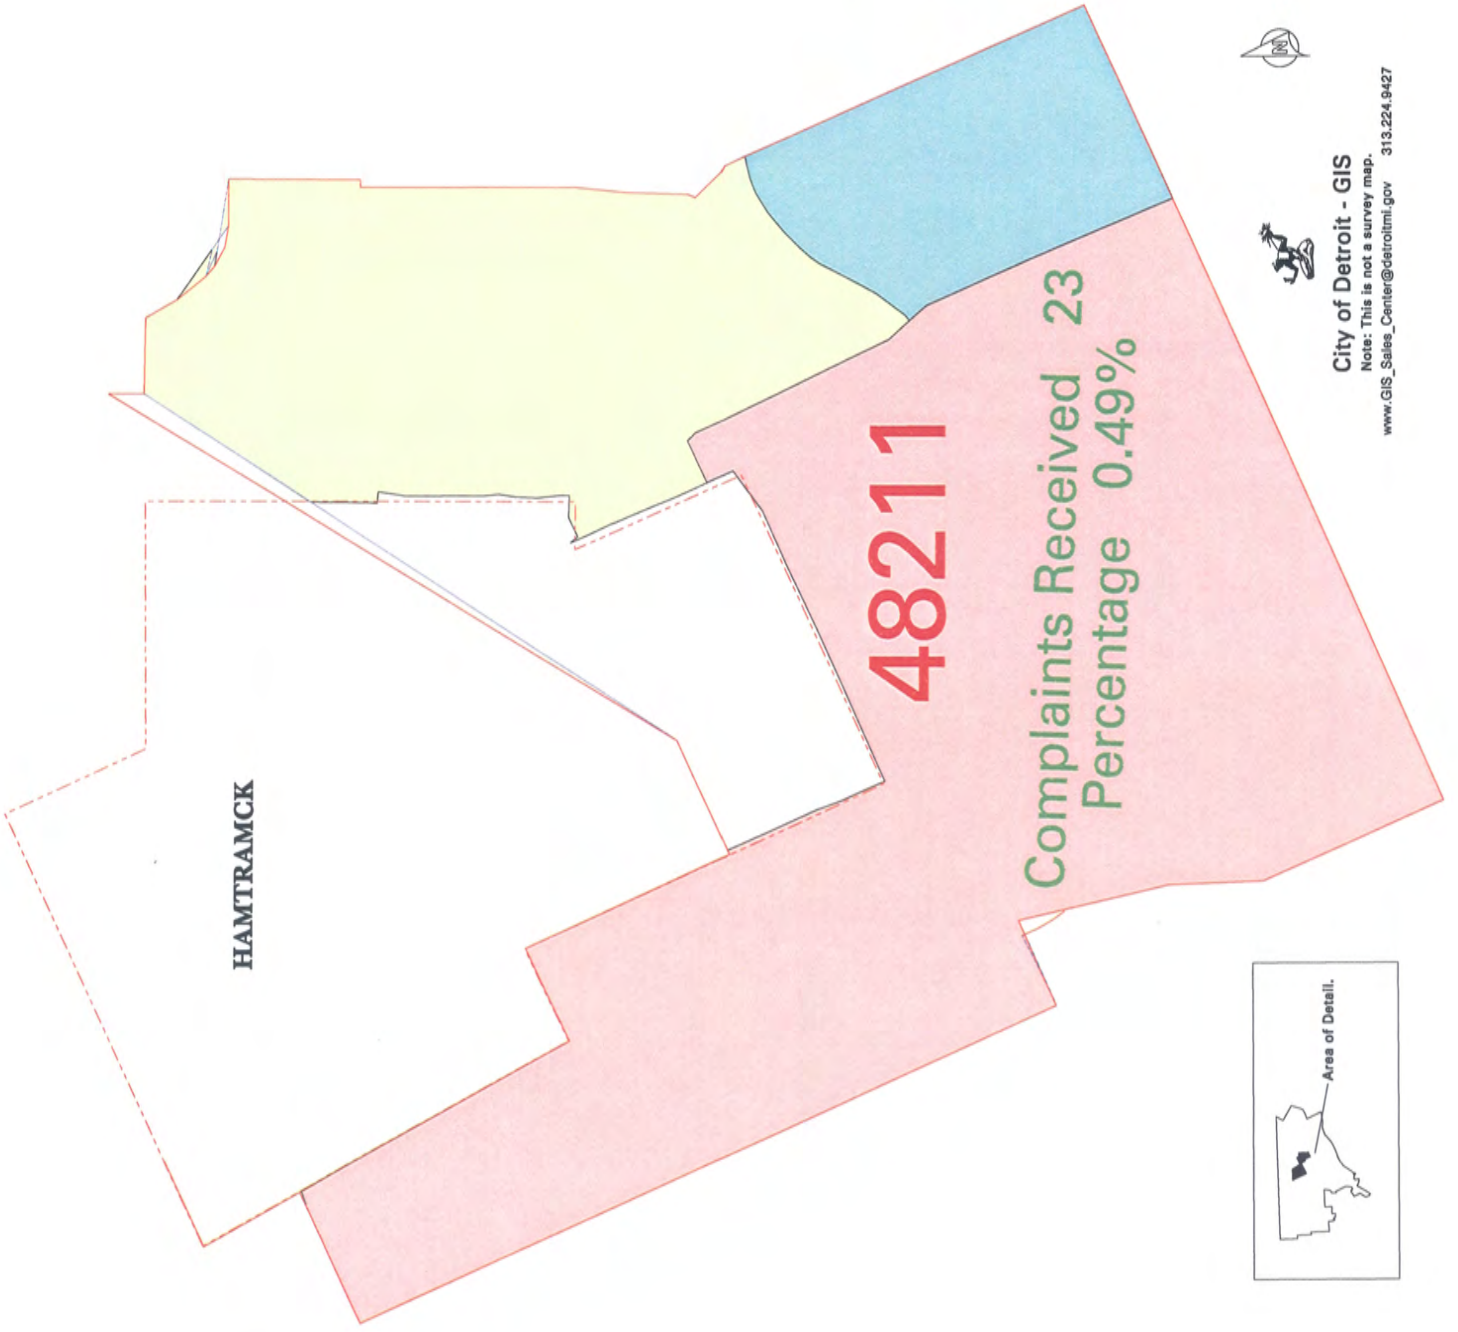 HAMTRAMCK
48211
Complaints Received 23
Percentage 0.49%
N
City of Detroit - GIS
Note: This is not a survey map.
www.GIS_Sales_Center@detroitmi.gov 313.224.9427
Area of Detail.